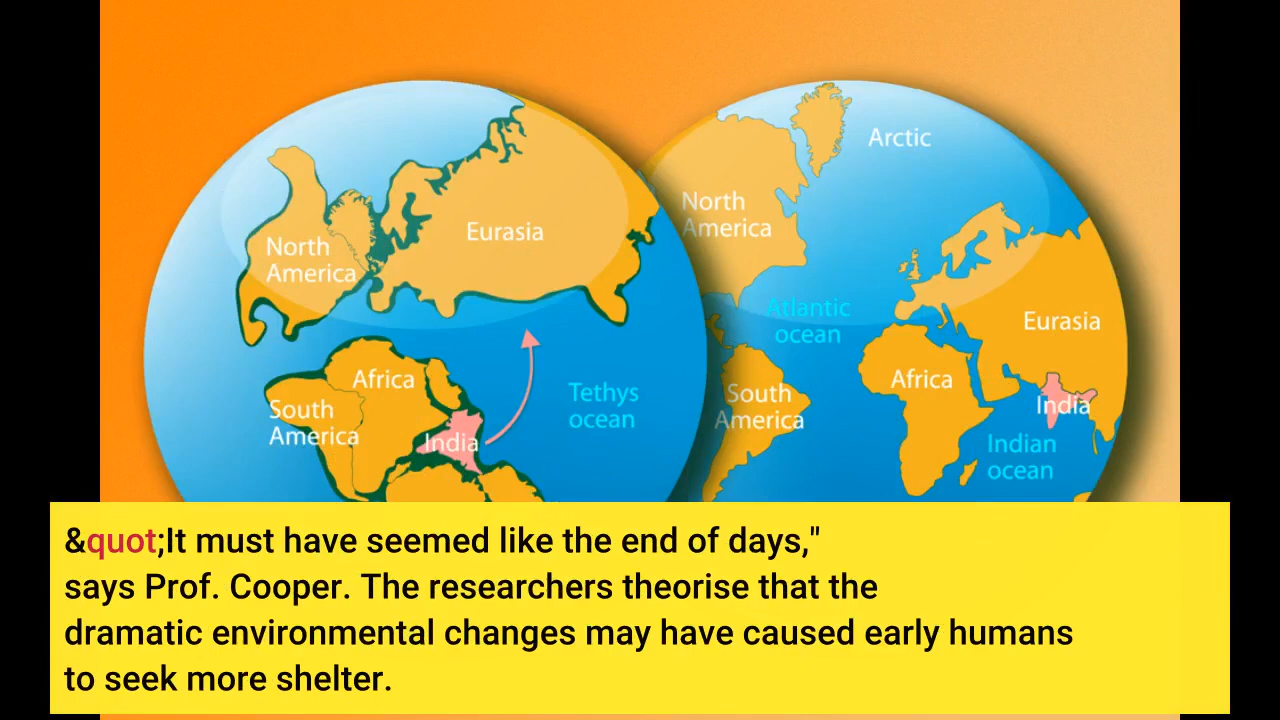 North
America
Eurasia
Africa
South
America
India
Tethys
ocean
Arctic
North
America
Atlantic
ocean
Eurasia
Africa
South
America
India
Indian
ocean
&quot;It must have seemed like the end of days,"
says Prof. Cooper. The researchers theorise that the
dramatic environmental changes may have caused early humans
to seek more shelter.